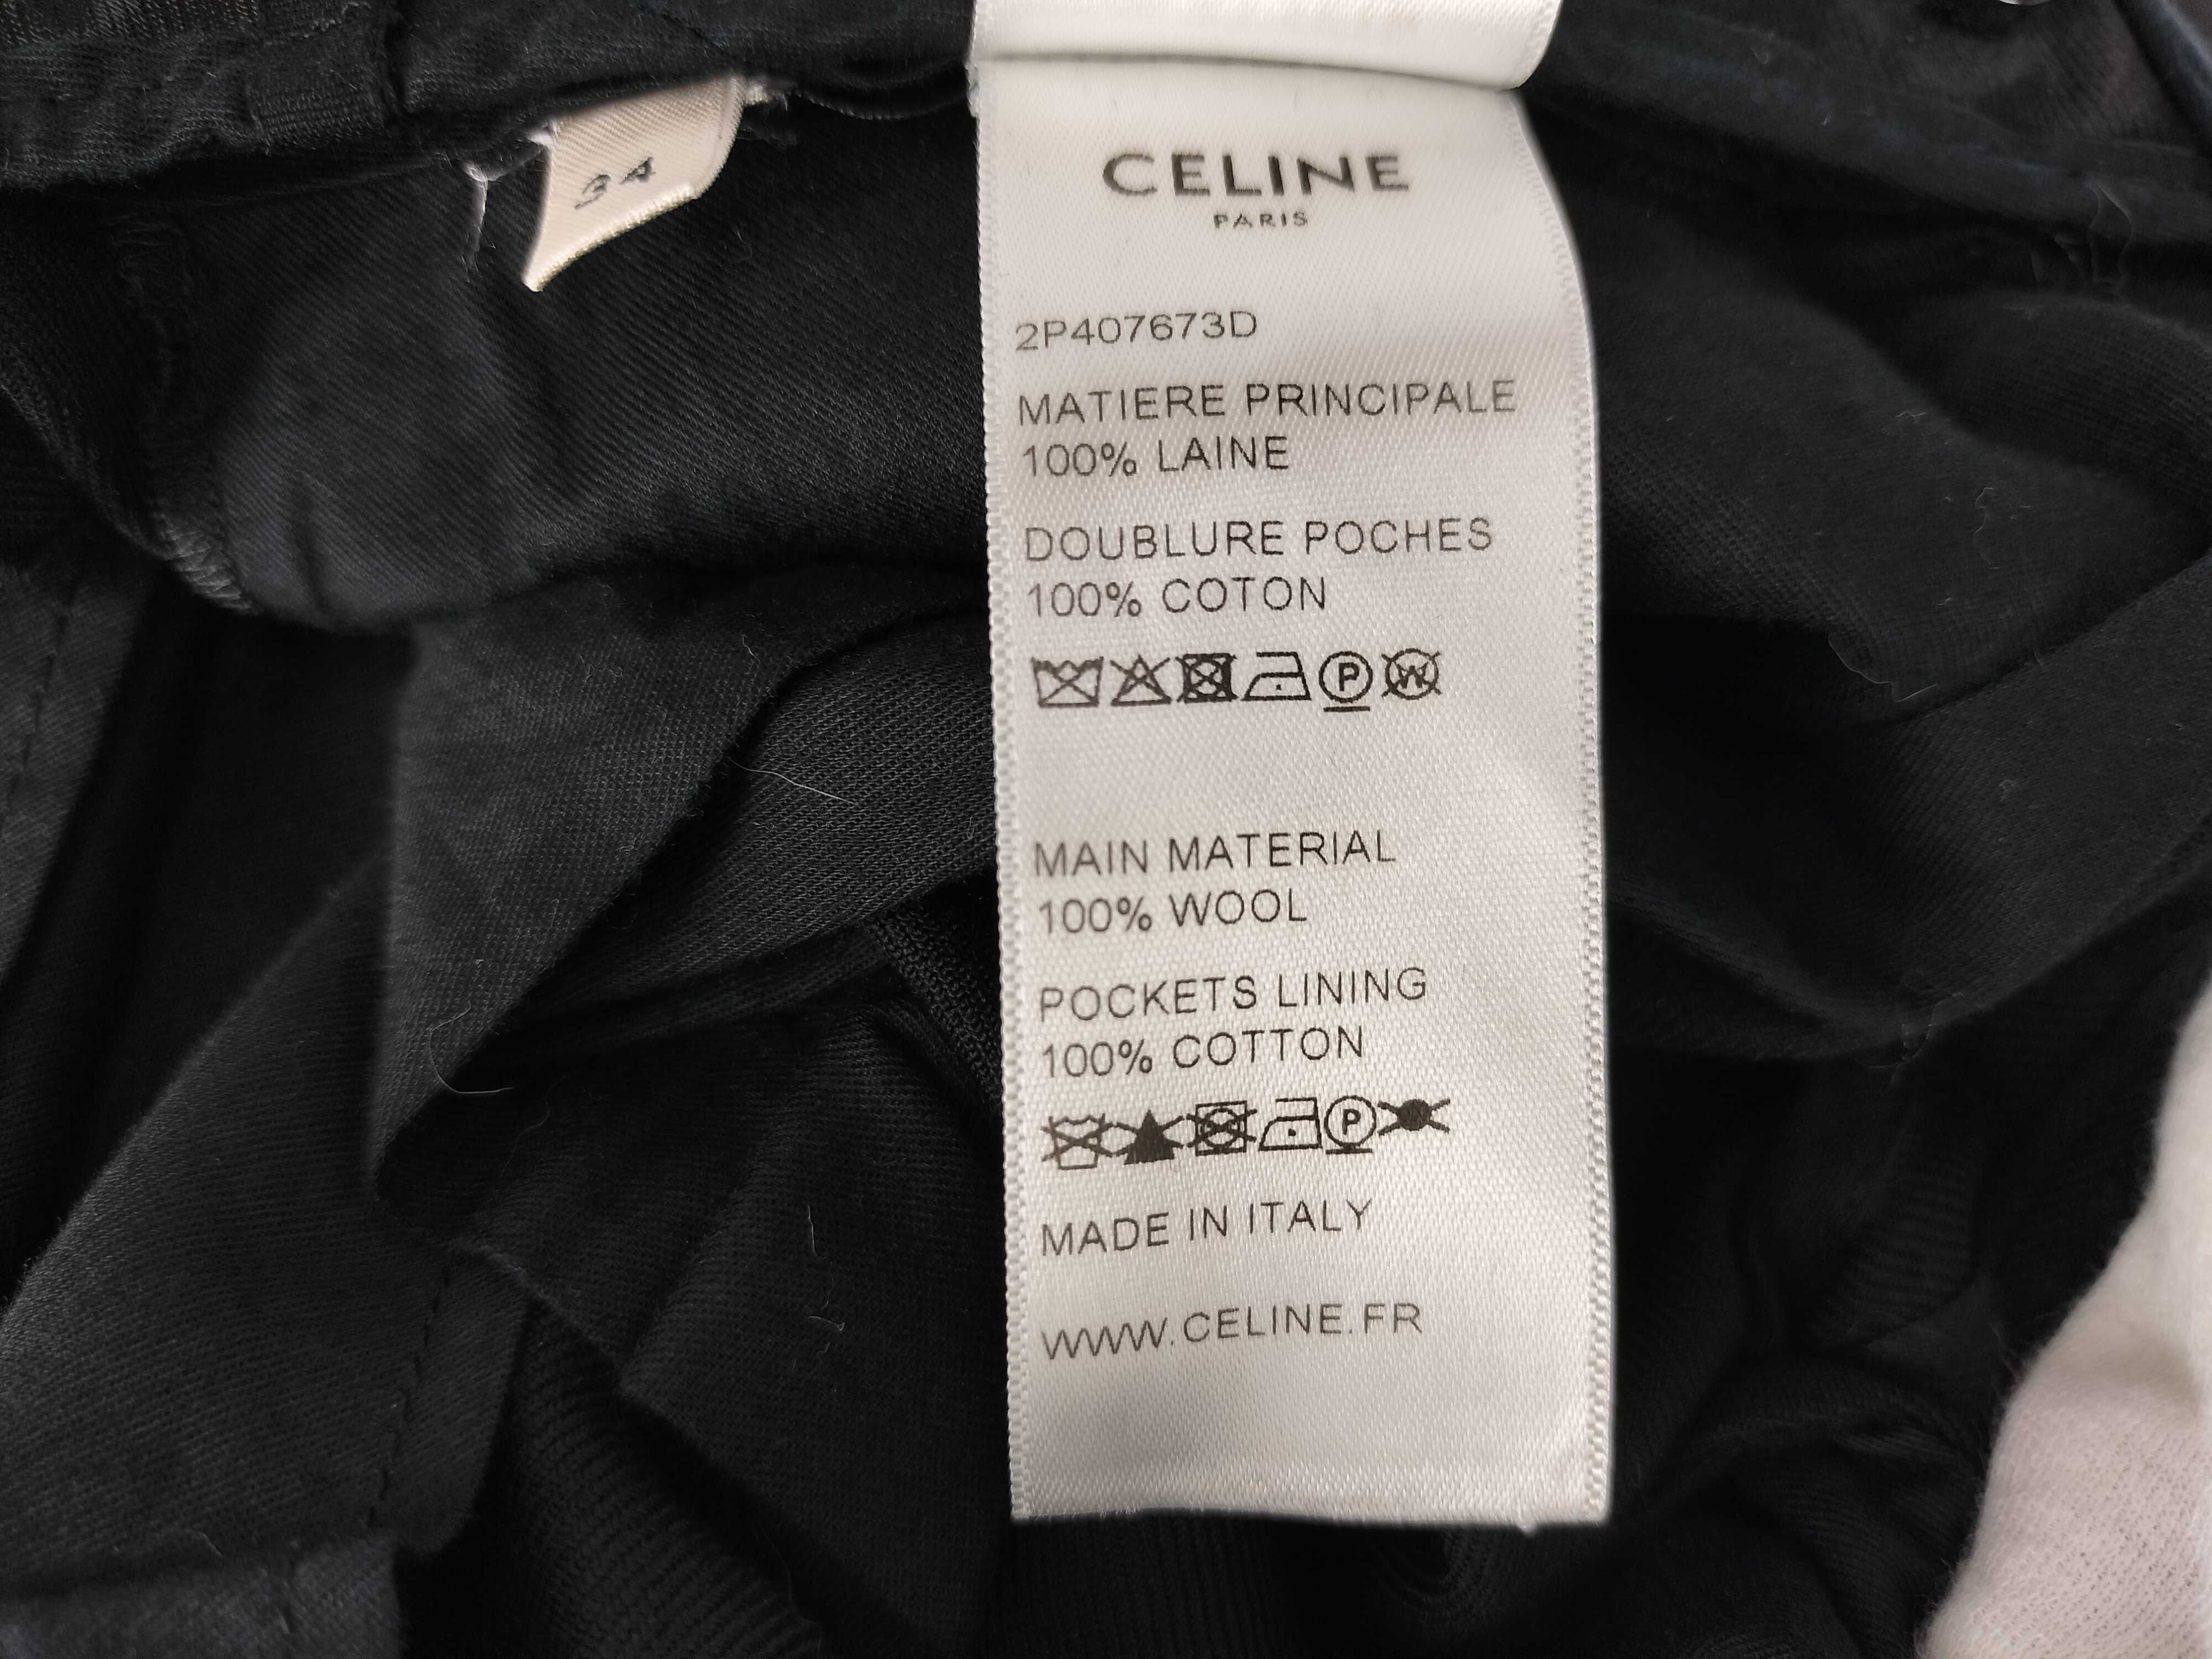 34
CELINE
PARIS
2P407673D
MATIERE PRINCIPALE
100% LAINE
DOUBLURE POCHES
100% COTON
P W
MAIN MATERIAL
100% WOOL
POCKETS LINING
100% COTTON
P
MADE IN ITALY
WWW.CELINE.FR